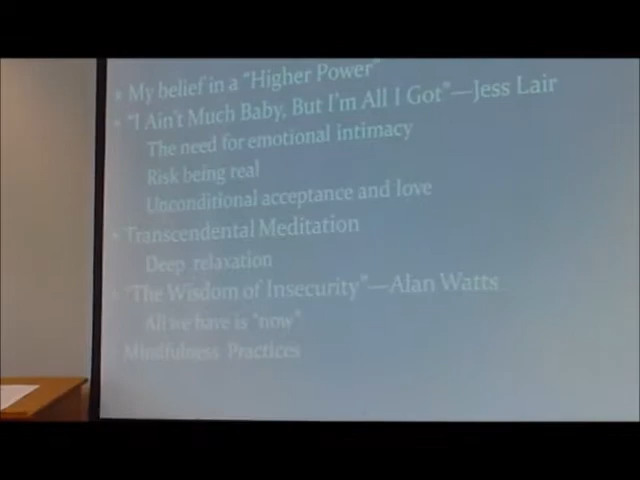 • My belief in a "Higher Power"
• "I Ain't Much Baby, But I'm All I Got"—Jess Lair
The need for emotional intimacy
Risk being real
Unconditional acceptance and love
• Transcendental Meditation
Deep relaxation
• "The Wisdom of Insecurity"—Alan Watts
All we have is "now"
Mindfulness Practices